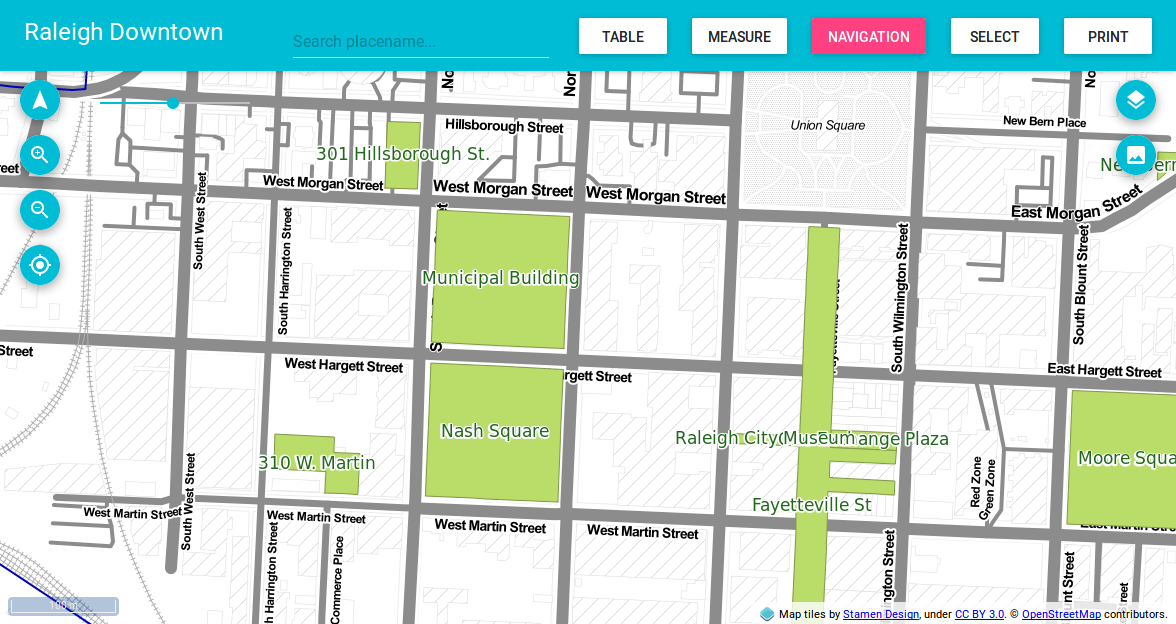 Raleigh Downtown
Search placename...
TABLE
MEASURE
NAVIGATION
SELECT
PRINT
Union Square
New Bern Place
Hillsborough Street
301 Hillsborough St.
West Morgan Street
West Morgan Street
West Morgan Street
East Morgan Street
South West Street
South Harrington Street
Municipal Building
South Wilmington Street
South Blount Street
Street
West Hargett Street
East Hargett Street
Nash Square
Raleigh City Museum
Plaza
310 W. Martin
Fayetteville St
Red Zone
Green Zone
South West Street
West Martin Street
West Martin Street
West Martin Street
West Martin Street
Harrington Street
Commerce Place
100 m
Map tiles by Stamen Design, under CC BY 3.0. © OpenStreetMap contributors.